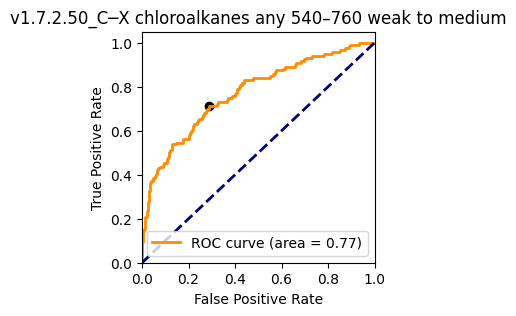 v1.7.2.50_C─X chloroalkanes any 540–760 weak to medium
1.0
0.8
0.6
0.4
0.2
0.0
True Positive Rate
ROC curve (area = 0.77)
0.0 0.2 0.4 0.6 0.8 1.0
False Positive Rate